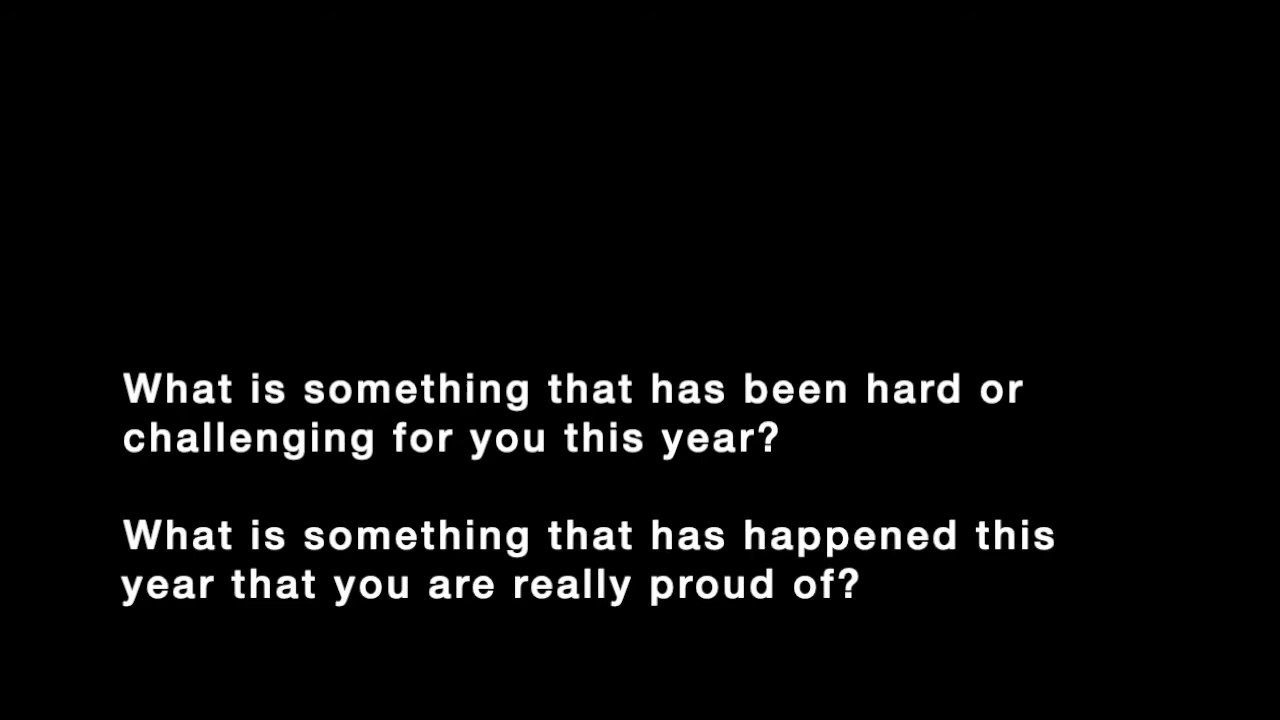 What is something that has been hard or
challenging for you this year?
What is something that has happened this
year that you are really proud of?